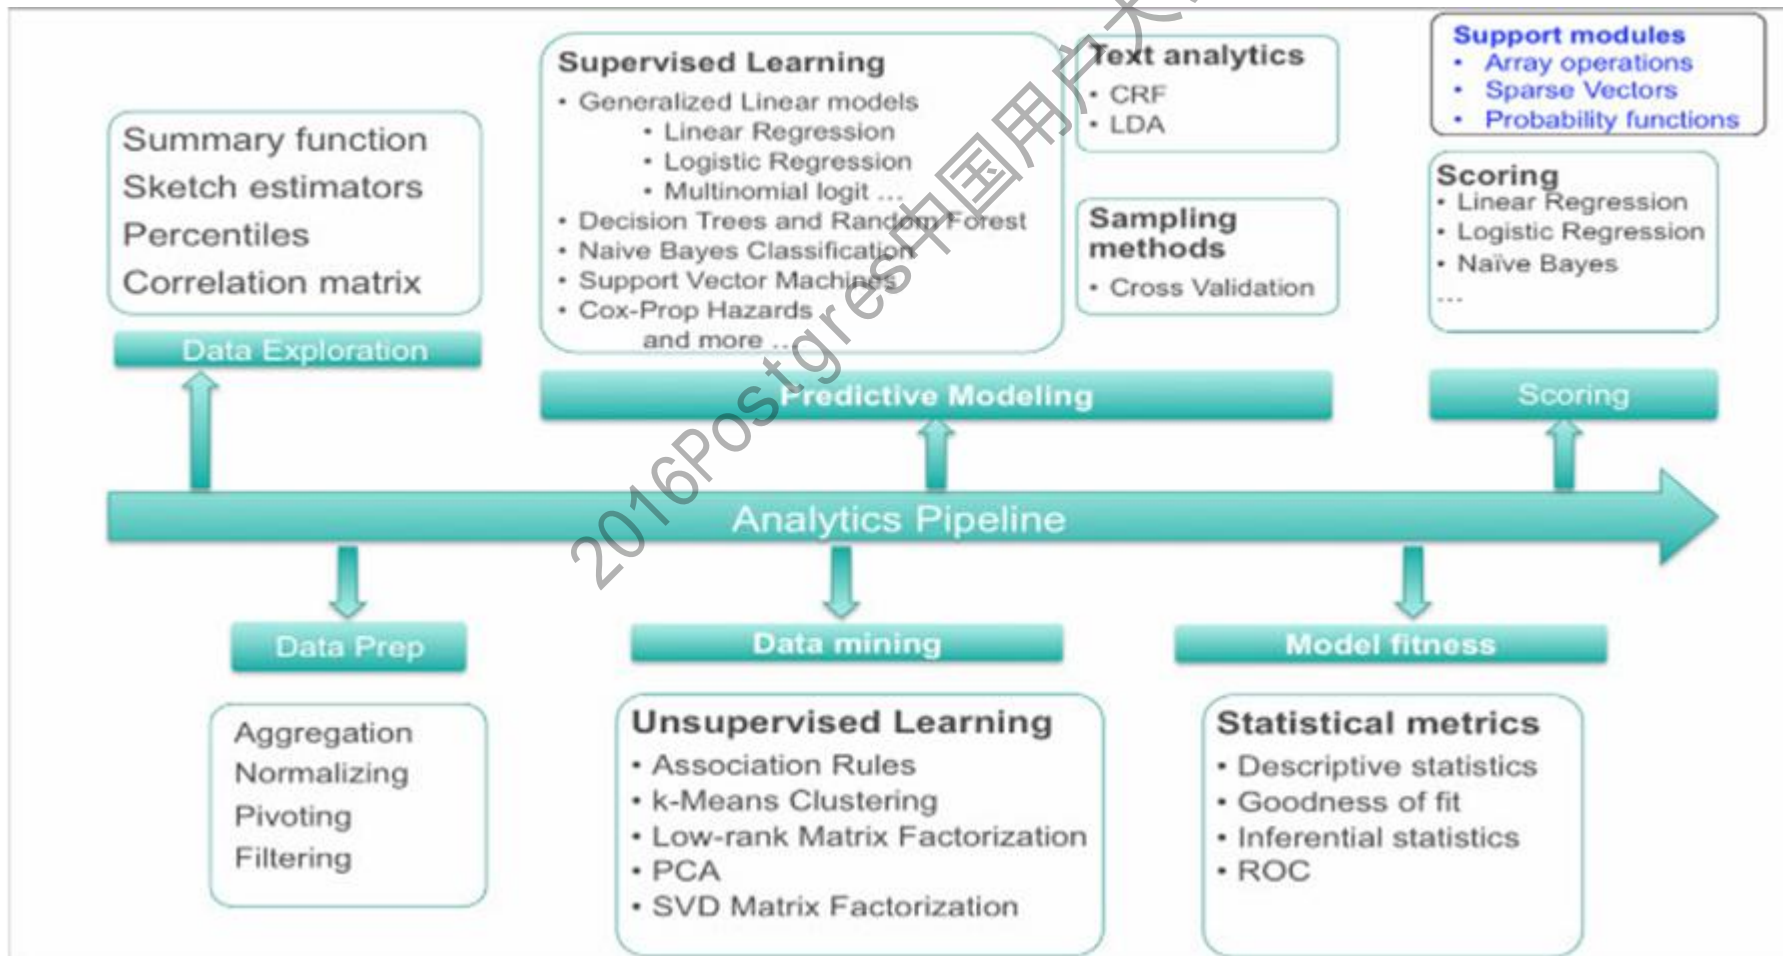 Supervised Learning
• Generalized Linear models
• Linear Regression
• Logistic Regression
• Multinomial logit ...
• Decision Trees and Random Forest
• Naive Bayes Classification
• Support Vector Machines
• Cox-Prop Hazards
and more ...
Text analytics
• CRF
• LDA
Sampling
methods
• Cross Validation
Support modules
• Array operations
• Sparse Vectors
• Probability functions
Scoring
• Linear Regression
• Logistic Regression
• Naïve Bayes
...
Summary function
Sketch estimators
Percentiles
Correlation matrix
Data Exploration
Predictive Modeling
Scoring
Analytics Pipeline
Data Prep
Data mining
Model fitness
Aggregation
Normalizing
Pivoting
Filtering
Unsupervised Learning
• Association Rules
• k-Means Clustering
• Low-rank Matrix Factorization
• PCA
• SVD Matrix Factorization
Statistical metrics
• Descriptive statistics
• Goodness of fit
• Inferential statistics
• ROC
2016Postgres中国用户大